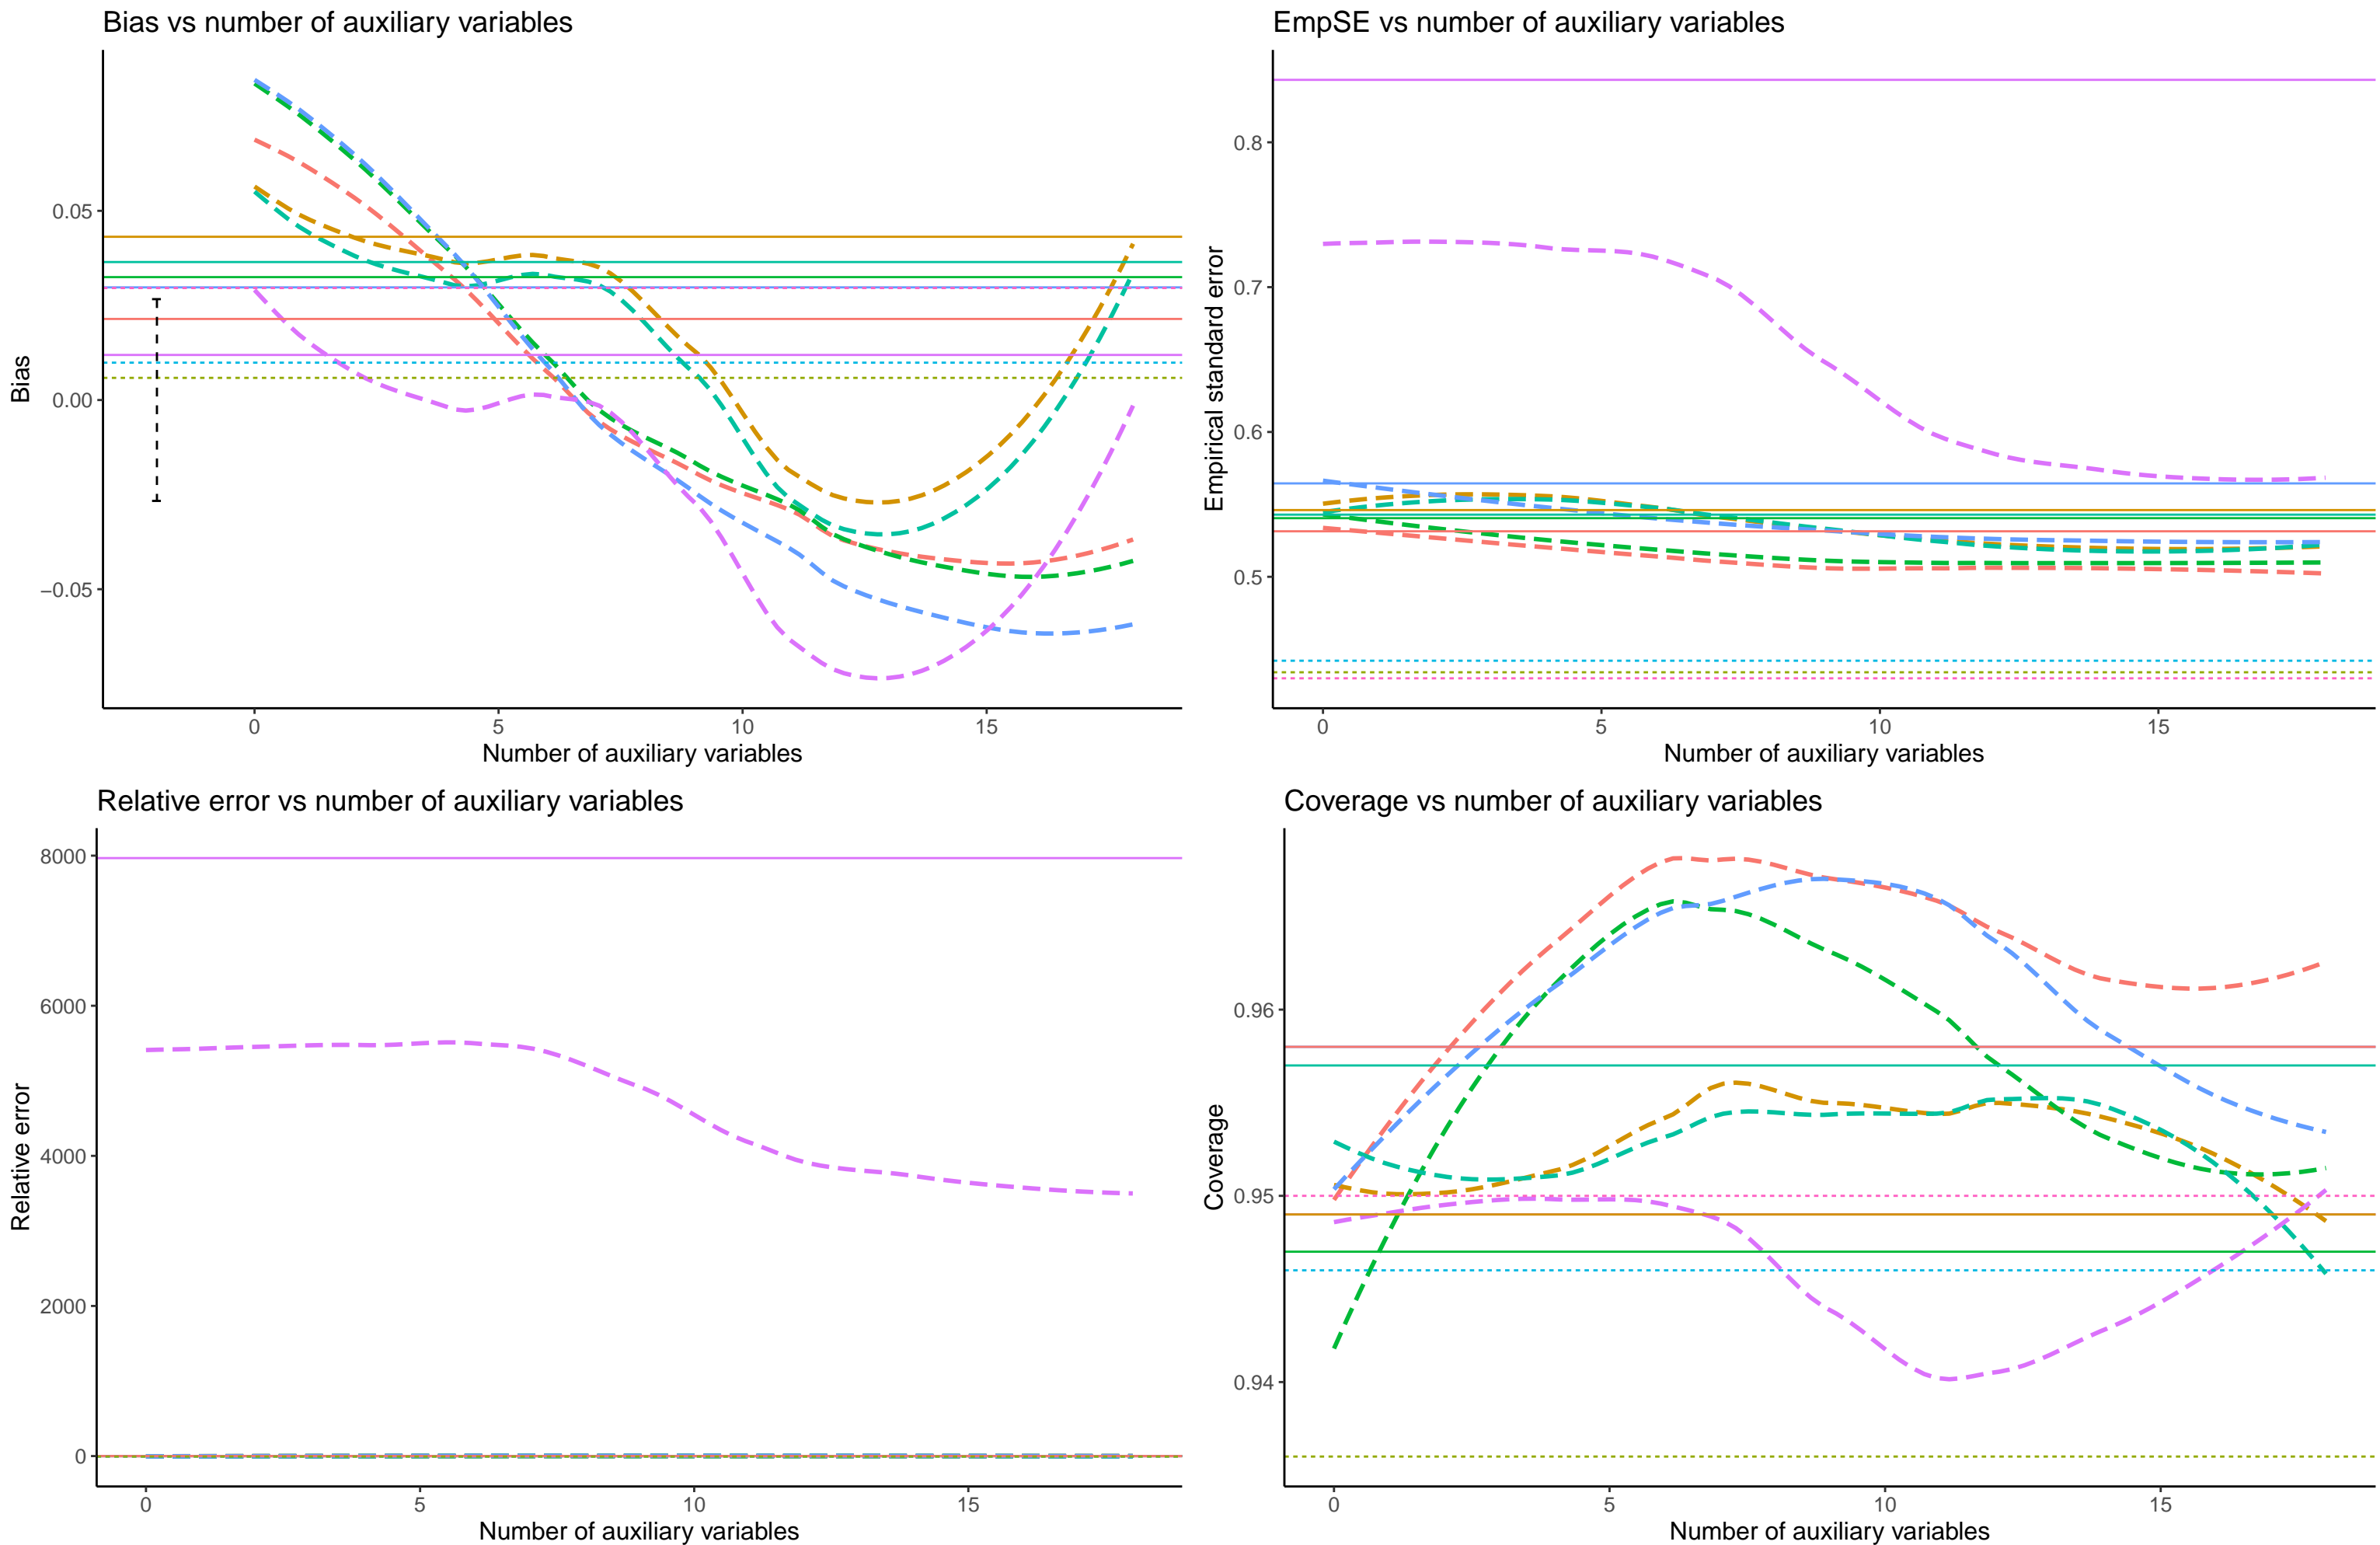 Bias vs number of auxiliary variables
0.05
0.00
−0.05
Bias
0 5 10 15
Number of auxiliary variables
EmpSE vs number of auxiliary variables
0.8
0.7
0.6
0.5
Empirical standard error
0 5 10 15
Number of auxiliary variables
Relative error vs number of auxiliary variables
8000
6000
4000
2000
0
Relative error
0 5 10 15
Number of auxiliary variables
Coverage vs number of auxiliary variables
0.96
0.95
0.94
Coverage
0 5 10 15
Number of auxiliary variables